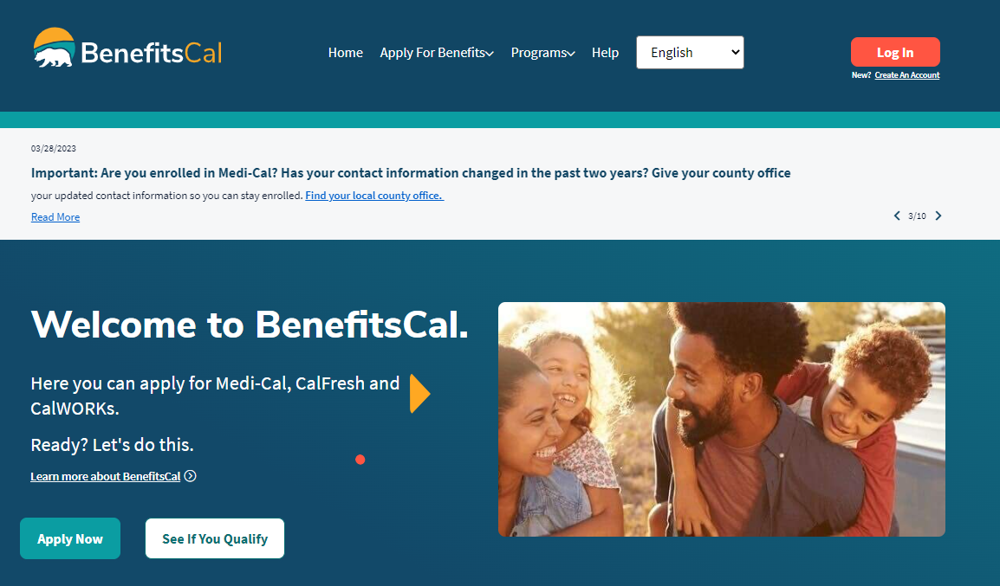 BenefitsCal
Home Apply For Benefits Programs Help English
Log In
New? Create An Account
03/28/2023
Important: Are you enrolled in Medi-Cal? Has your contact information changed in the past two years? Give your county office
your updated contact information so you can stay enrolled. Find your local county office.
Read More
3/10
Welcome to BenefitsCal.
Here you can apply for Medi-Cal, CalFresh and
CalWORKs.
Ready? Let's do this.
Learn more about BenefitsCal
Apply Now See If You Qualify